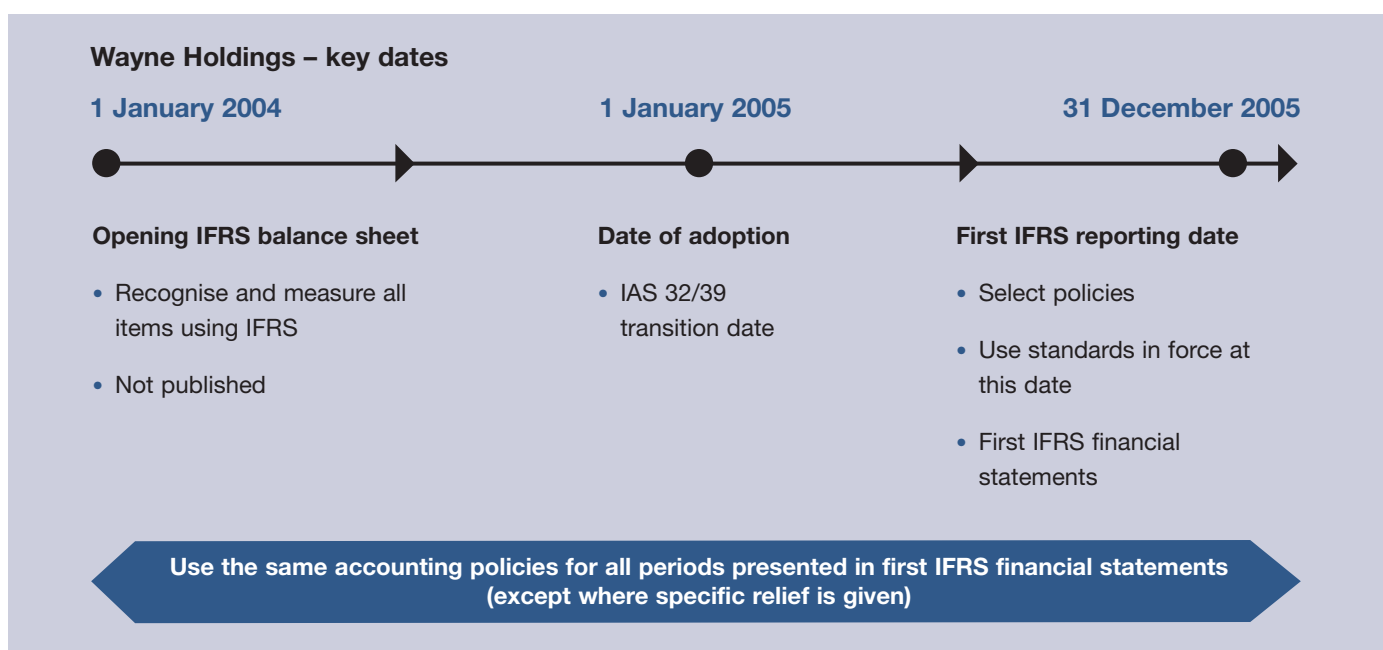 Wayne Holdings – key dates
1 January 2004
1 January 2005
31 December 2005
Opening IFRS balance sheet
• Recognise and measure all
items using IFRS
• Not published
Date of adoption
• IAS 32/39
transition date
First IFRS reporting date
• Select policies
• Use standards in force at
this date
• First IFRS financial
statements
Use the same accounting policies for all periods presented in first IFRS financial statements
(except where specific relief is given)